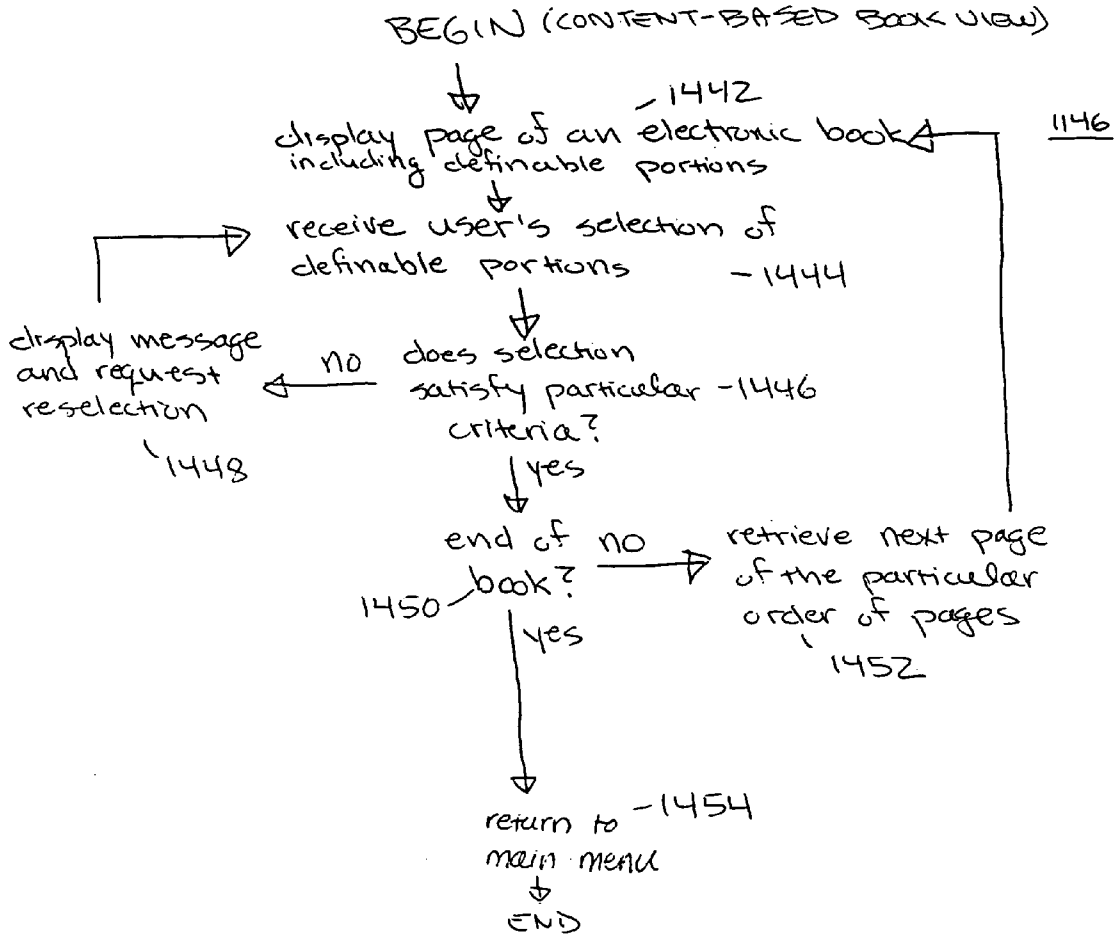 BEGIN (CONTENT-BASED BOOK VIEW)
-1442
display page of an electronic book
1146
including definable portions
receive user's selection of
definable portions
-1444
display message
and request
reselection
1448
no
does selection
satisfy particular -1446
criteria?
yes
end of
book?
1450
no
retrieve next page
of the particular
order of pages
1452
yes
return to -1454
main menu
END